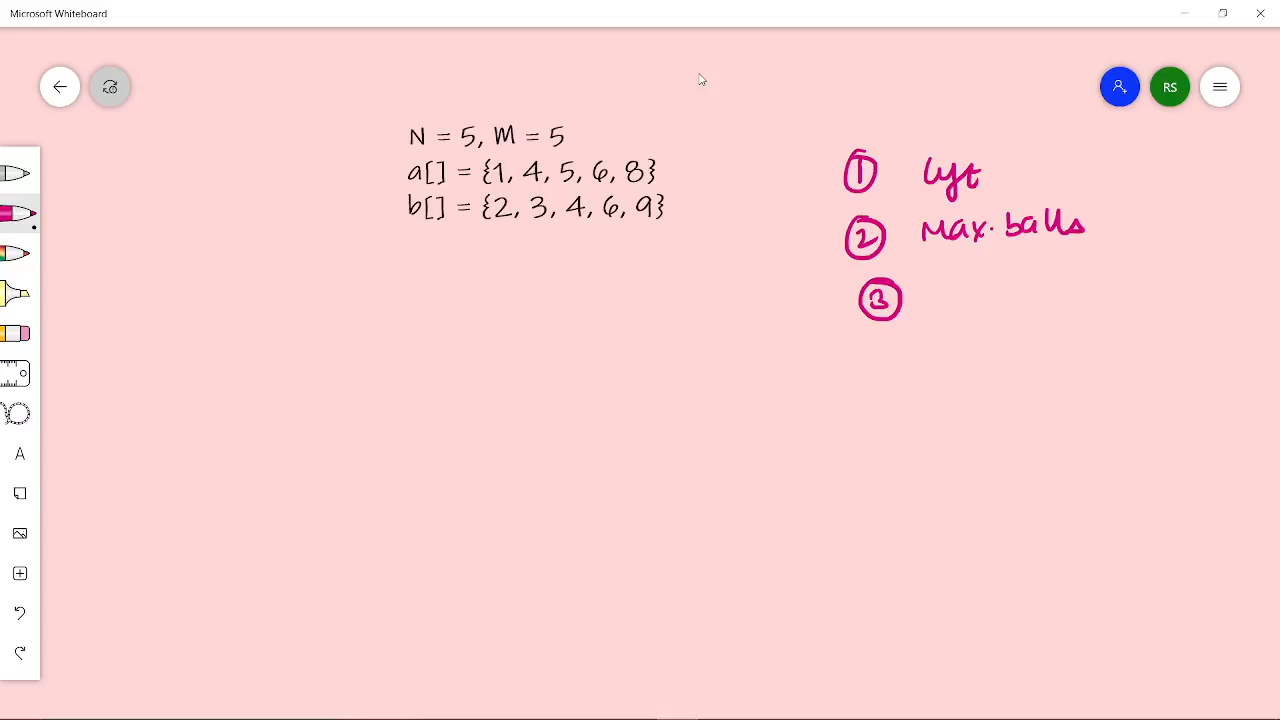 Microsoft Whiteboard
RS
N = 5, M = 5
a[] = {1, 4, 5, 6, 8}
b[] = {2, 3, 4, 6, 9}
1 left
2 Max. balls
3
A